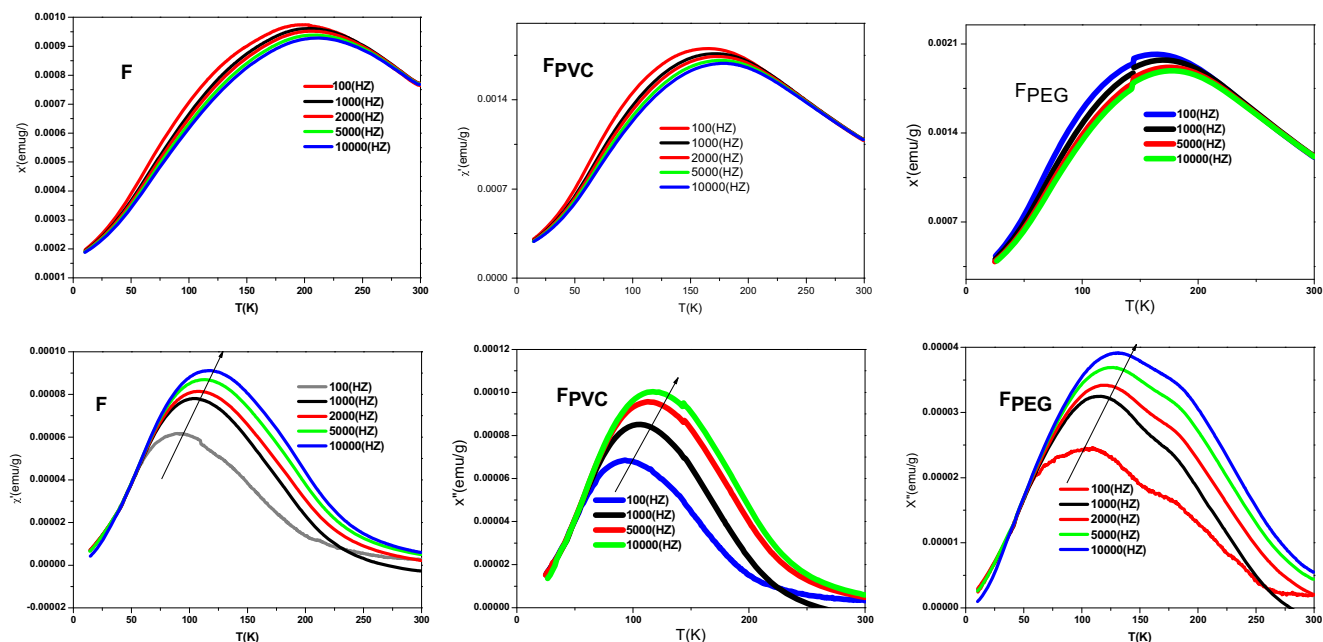 0.0010
0.0009
0.0008
0.0007
0.0006
0.0005
0.0004
0.0003
0.0002
0.0001
x'(emug/)
F
100(HZ)
1000(HZ)
2000(HZ)
5000(HZ)
10000(HZ)
0 50 100 150 200 250 300
T(K)
0.0014
0.0007
0.0000
χ'(emu/g)
FPVC
100(HZ)
1000(HZ)
2000(HZ)
5000(HZ)
10000(HZ)
0 50 100 150 200 250 300
T(K)
0.0021
0.0014
0.0007
x'(emu/g)
FPEG
100(HZ)
1000(HZ)
5000(HZ)
10000(HZ)
0 50 100 150 200 250 300
T(K)
0.00010
0.00008
0.00006
0.00004
0.00002
0.00000
-0.00002
χ'(emu/g)
F
100(HZ)
1000(HZ)
2000(HZ)
5000(HZ)
10000(HZ)
0 50 100 150 200 250 300
T(K)
0.00012
0.00010
0.00008
0.00006
0.00004
0.00002
0.00000
x"(emu/g)
FPVC
100(HZ)
1000(HZ)
5000(HZ)
10000(HZ)
0 100 200 300
T(K)
0.00004
0.00003
0.00002
0.00001
0.00000
X"(emu/g)
FPEG
100(HZ)
1000(HZ)
2000(HZ)
5000(HZ)
10000(HZ)
0 50 100 150 200 250 300
T(K)